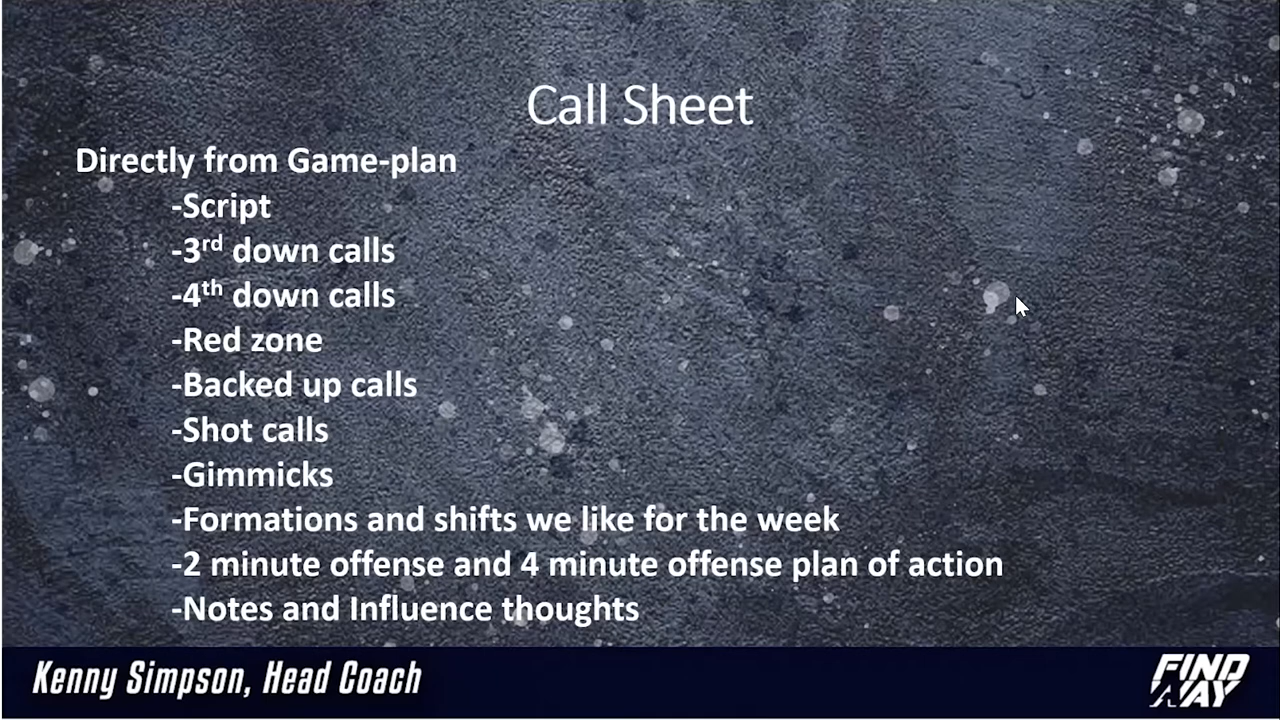 Call Sheet
Directly from Game-plan
-Script
-3rd down calls
-4th down calls
-Red zone
-Backed up calls
-Shot calls
-Gimmicks
-Formations and shifts we like for the week
-2 minute offense and 4 minute offense plan of action
-Notes and Influence thoughts
Kenny Simpson, Head Coach
FIND
A WAY